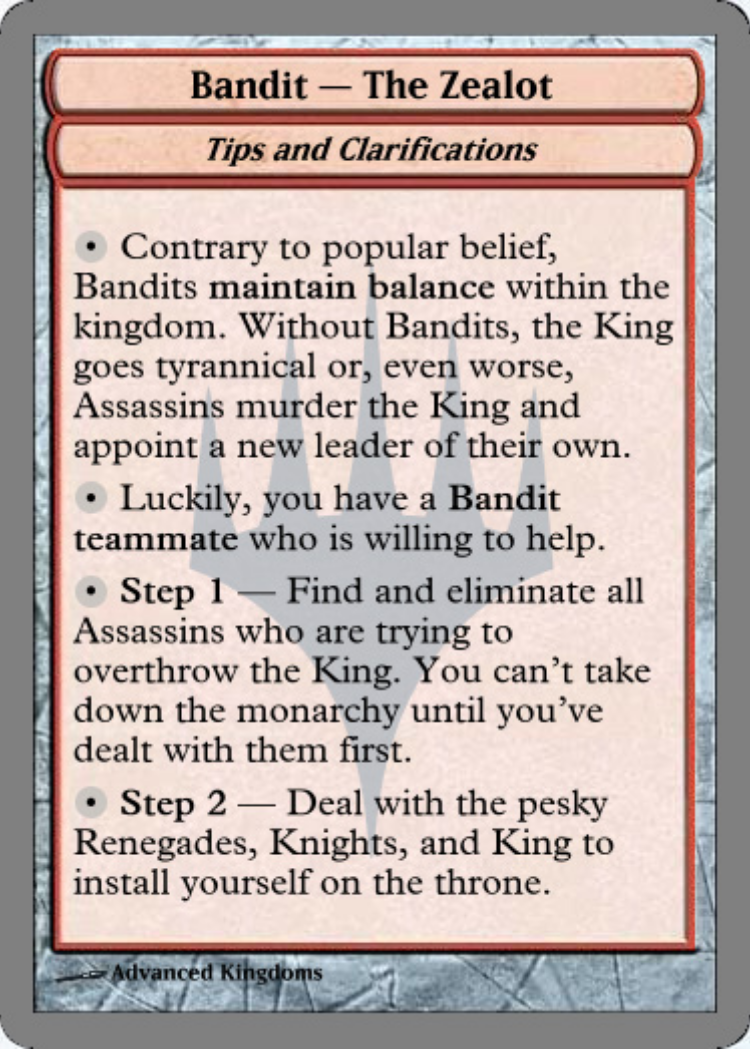 Bandit — The Zealot
Tips and Clarifications
• Contrary to popular belief,
Bandits maintain balance within the
kingdom. Without Bandits, the King
goes tyrannical or, even worse,
Assassins murder the King and
appoint a new leader of their own.
• Luckily, you have a Bandit
teammate who is willing to help.
• Step 1 — Find and eliminate all
Assassins who are trying to
overthrow the King. You can't take
down the monarchy until you've
dealt with them first.
• Step 2 — Deal with the pesky
Renegades, Knights, and King to
install yourself on the throne.
Advanced Kingdoms